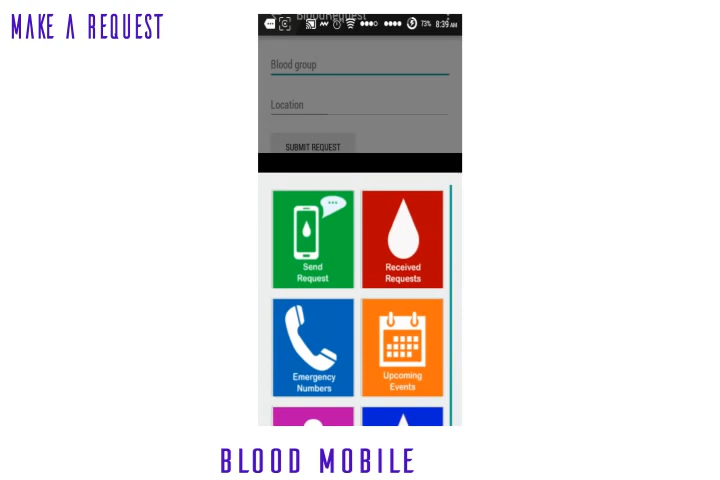 MAKE A REQUEST
BloodRequest
73% 8:39 AM
Blood group
Location
SUBMIT REQUEST
Send
Request
Received
Requests
Emergency
Numbers
Upcoming
Events
BLOOD MOBILE